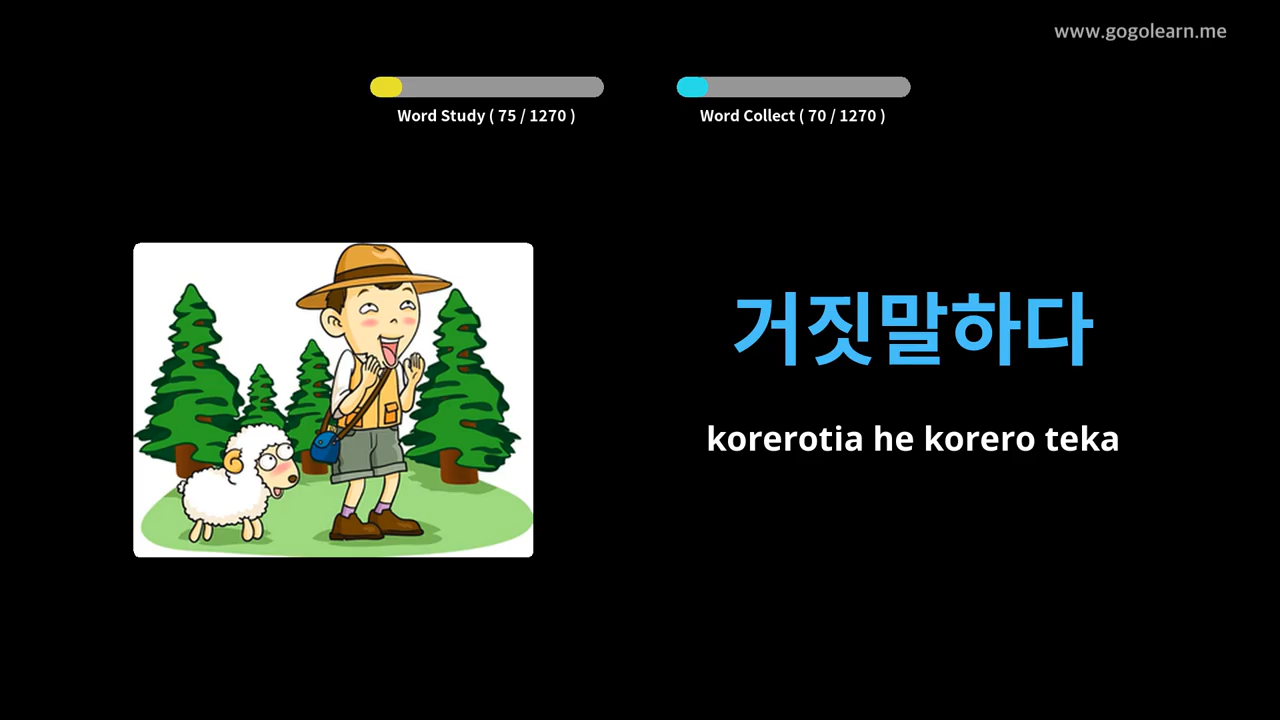 www.gogolearn.me
Word Study ( 75 / 1270 )
Word Collect ( 70 / 1270 )
거짓말하다
korerotia he korero teka